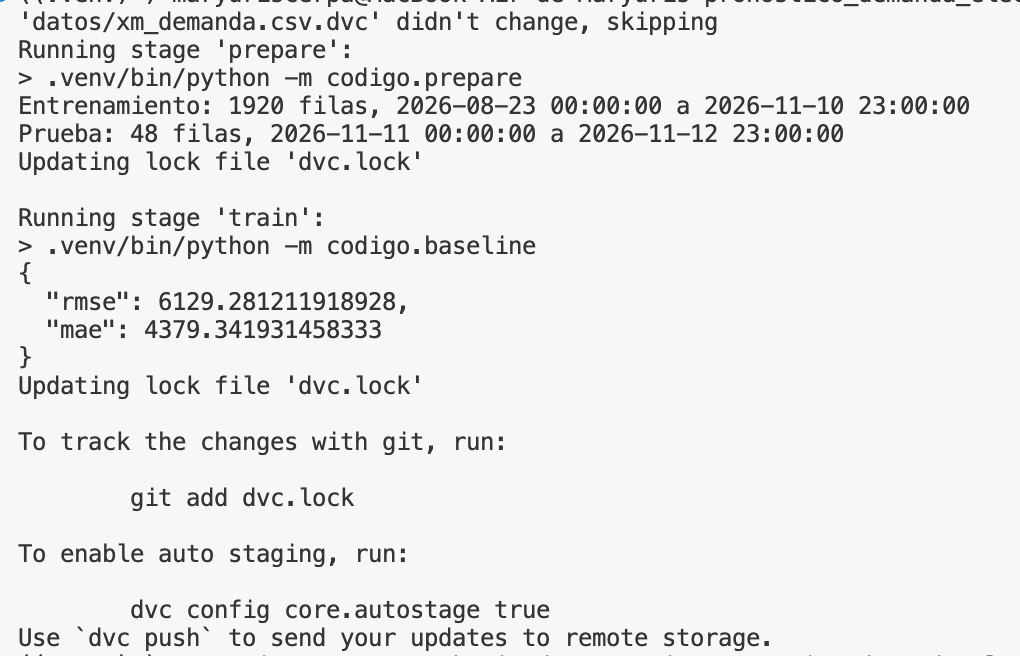 'datos/xm_demanda.csv.dvc' didn't change, skipping
Running stage 'prepare':
> .venv/bin/python -m codigo.prepare
Entrenamiento: 1920 filas, 2026-08-23 00:00:00 a 2026-11-10 23:00:00
Prueba: 48 filas, 2026-11-11 00:00:00 a 2026-11-12 23:00:00
Updating lock file 'dvc.lock'

Running stage 'train':
> .venv/bin/python -m codigo.baseline
{
  "rmse": 6129.281211918928,
  "mae": 4379.341931458333
}
Updating lock file 'dvc.lock'

To track the changes with git, run:

        git add dvc.lock

To enable auto staging, run:

        dvc config core.autostage true
Use `dvc push` to send your updates to remote storage.